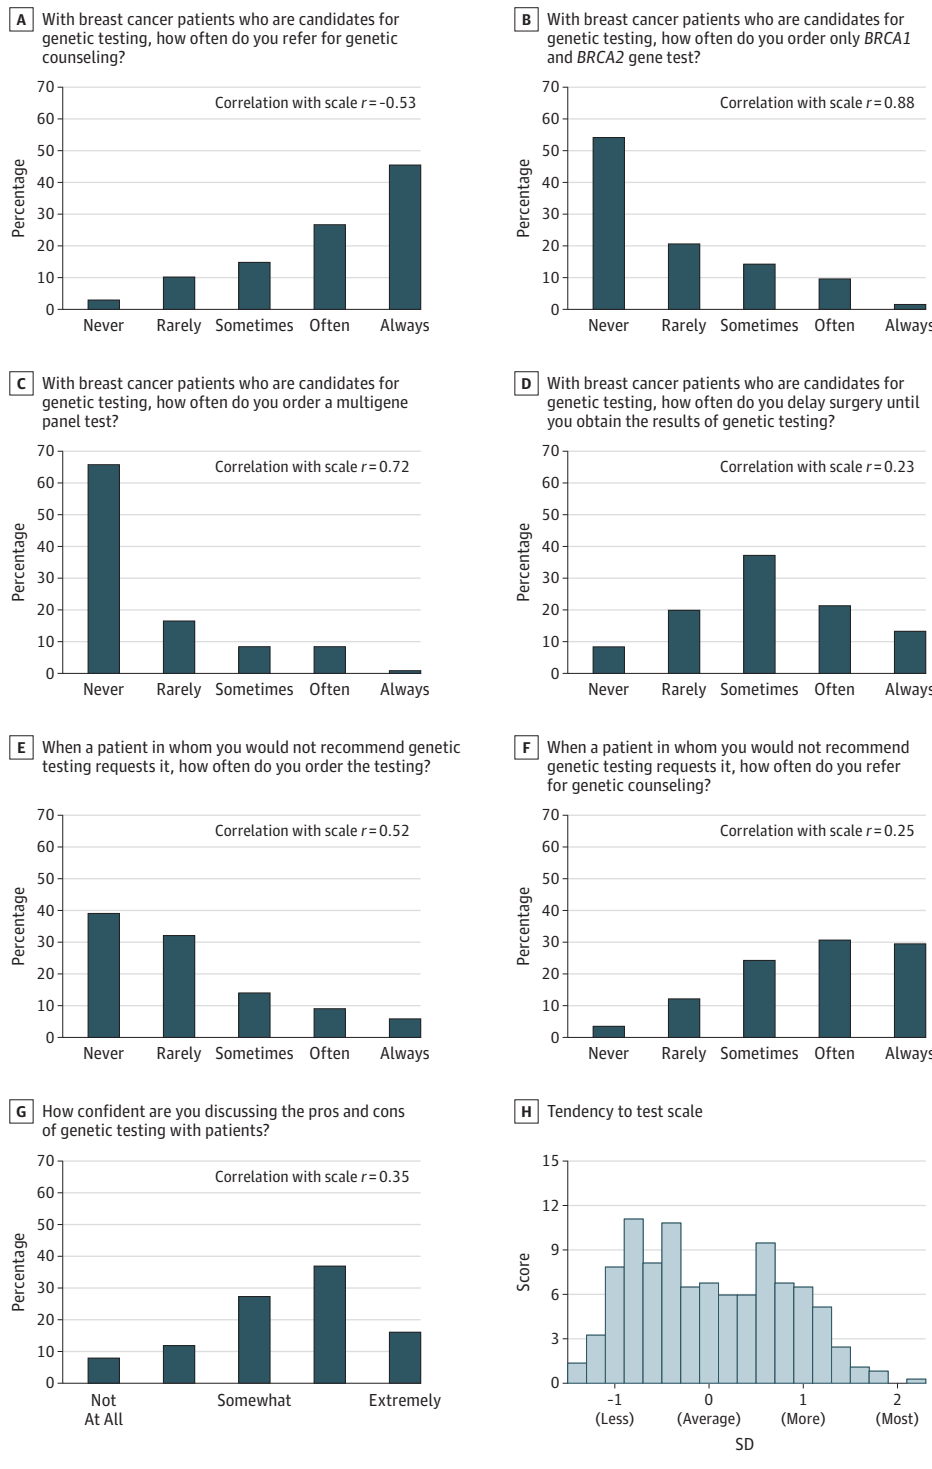 A With breast cancer patients who are candidates for
genetic testing, how often do you refer for genetic
counseling?
70
60
50
40
30
20
10
0
Percentage
Correlation with scale r = -0.53
Never Rarely Sometimes Often Always
B With breast cancer patients who are candidates for
genetic testing, how often do you order only BRCA1
and BRCA2 gene test?
70
60
50
40
30
20
10
0
Percentage
Correlation with scale r = 0.88
Never Rarely Sometimes Often Always
C With breast cancer patients who are candidates for
genetic testing, how often do you order a multigene
panel test?
70
60
50
40
30
20
10
0
Percentage
Correlation with scale r = 0.72
Never Rarely Sometimes Often Always
D With breast cancer patients who are candidates for
genetic testing, how often do you delay surgery until
you obtain the results of genetic testing?
70
60
50
40
30
20
10
0
Percentage
Correlation with scale r = 0.23
Never Rarely Sometimes Often Always
E When a patient in whom you would not recommend genetic
testing requests it, how often do you order the testing?
70
60
50
40
30
20
10
0
Percentage
Correlation with scale r = 0.52
Never Rarely Sometimes Often Always
F When a patient in whom you would not recommend
genetic testing requests it, how often do you refer
for genetic counseling?
70
60
50
40
30
20
10
0
Percentage
Correlation with scale r = 0.25
Never Rarely Sometimes Often Always
G How confident are you discussing the pros and cons
of genetic testing with patients?
70
60
50
40
30
20
10
0
Percentage
Correlation with scale r = 0.35
Not Somewhat Extremely
At All
H Tendency to test scale
15
12
9
6
3
0
Score
-1 0 1 2
(Less) (Average) (More) (Most)
SD